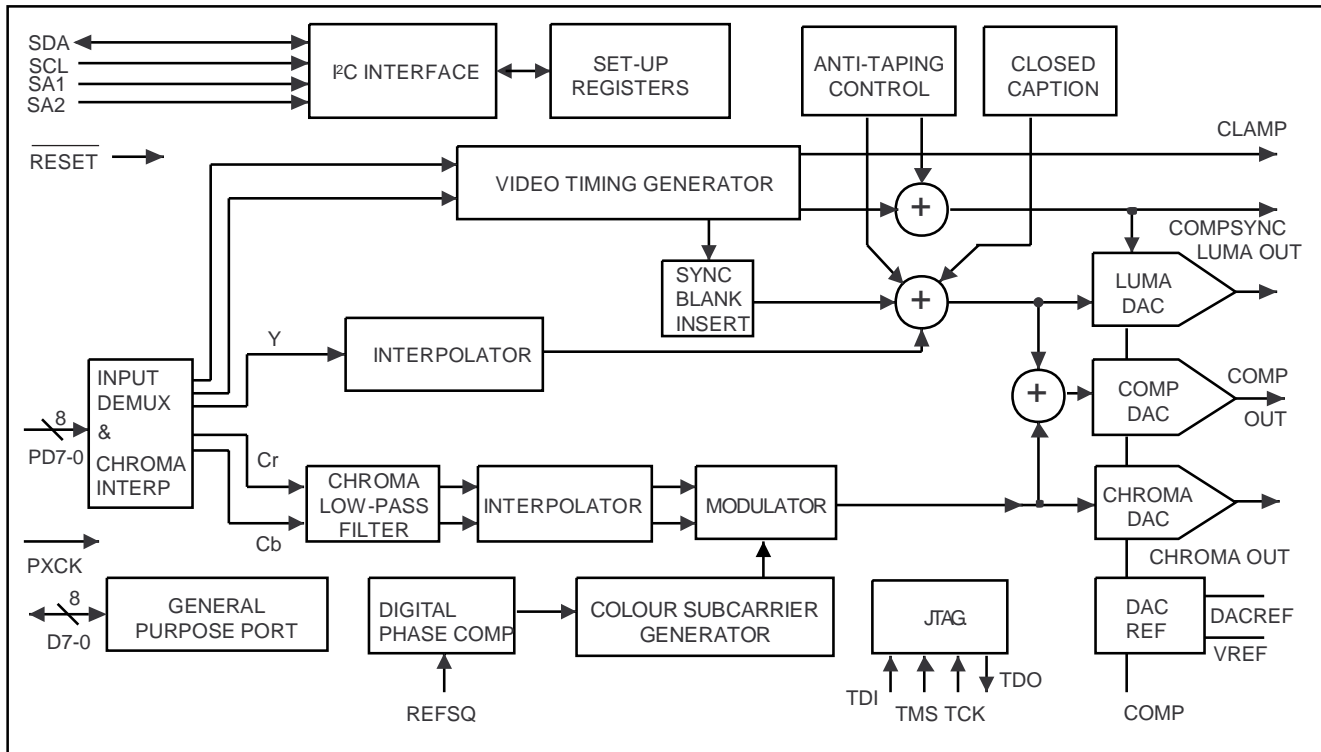 SDA
SCL
SA1
SA2
I²C INTERFACE
SET-UP
REGISTERS
ANTI-TAPING
CONTROL
CLOSED
CAPTION
RESET
CLAMP
VIDEO TIMING GENERATOR
+
COMPSYNC
LUMA OUT
SYNC
BLANK
INSERT
+
LUMA
DAC
Y
INTERPOLATOR
INPUT
DEMUX
&
CHROMA
INTERP
8
PD7-0
+
COMP
DAC
COMP
OUT
Cr
Cb
CHROMA
LOW-PASS
FILTER
INTERPOLATOR
MODULATOR
CHROMA
DAC
CHROMA OUT
PXCK
8
D7-0
GENERAL
PURPOSE PORT
DIGITAL
PHASE COMP
REFSQ
COLOUR SUBCARRIER
GENERATOR
JTAG
TDI
TMS
TCK
TDO
DAC
REF
DACREF
VREF
COMP